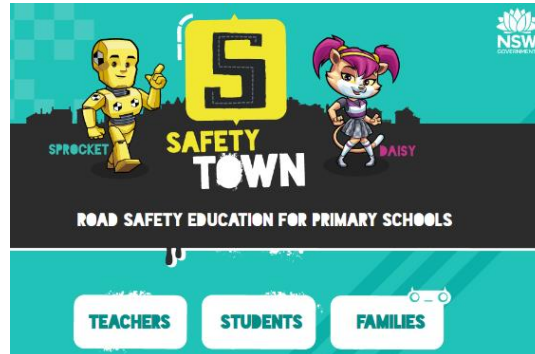 NSW
GOVERNMENT
S
SPROCKET
SAFETY
TOWN
DAISY
ROAD SAFETY EDUCATION FOR PRIMARY SCHOOLS
TEACHERS
STUDENTS
FAMILIES